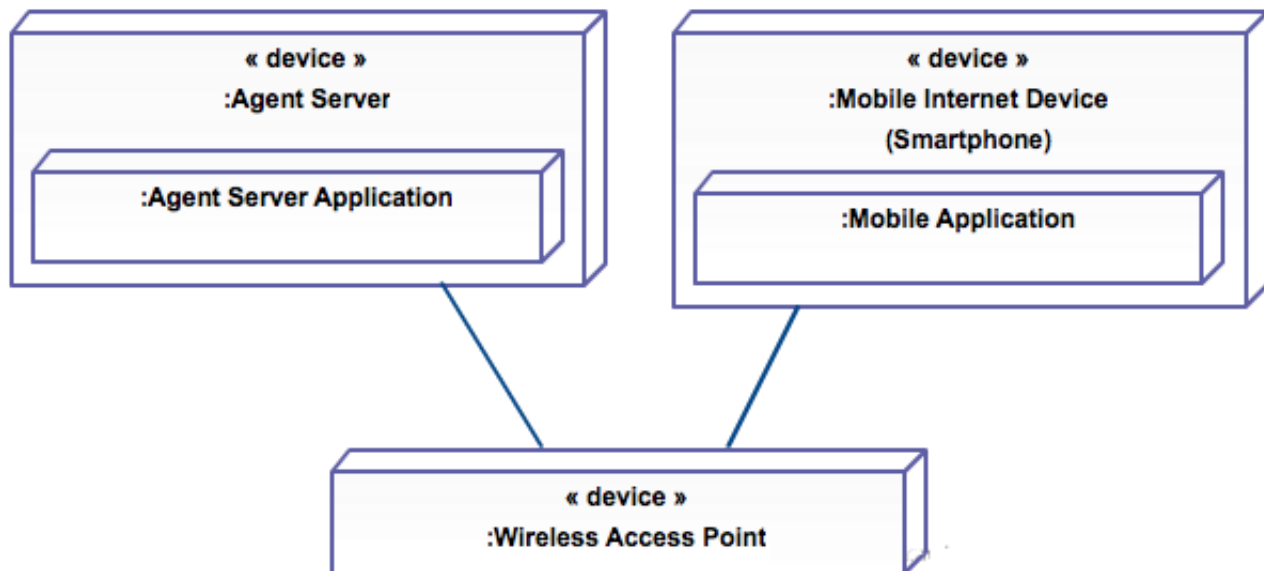 « device »
:Agent Server
:Agent Server Application
« device »
:Mobile Internet Device
(Smartphone)
:Mobile Application
« device »
:Wireless Access Point